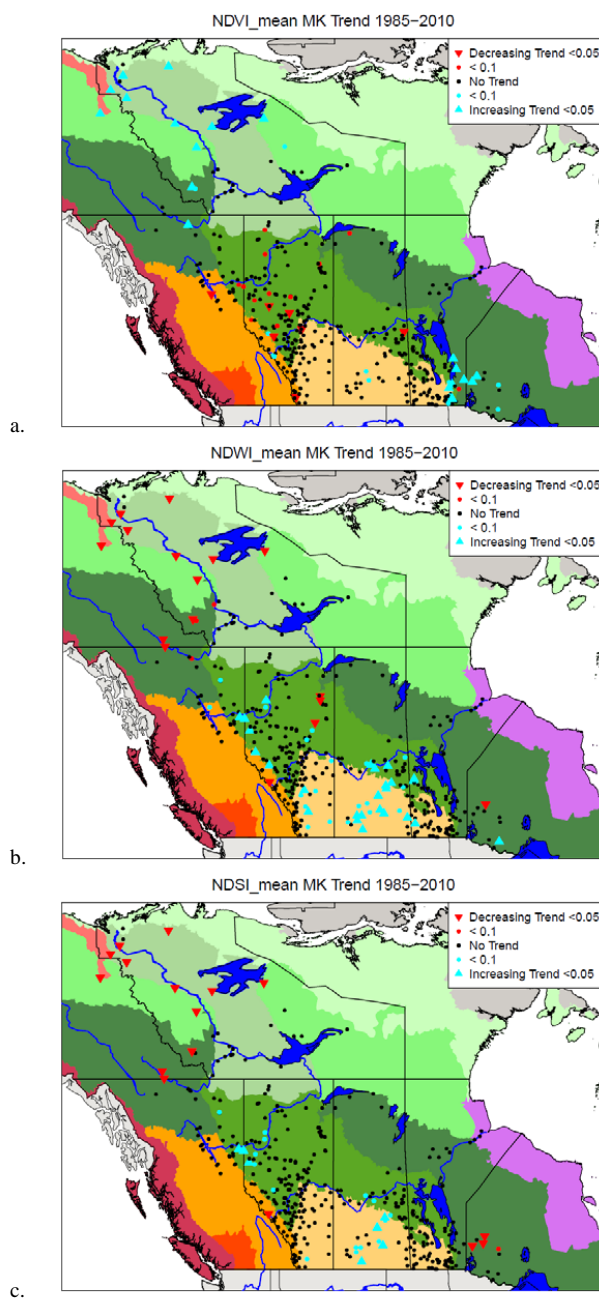 NDVI_mean MK Trend 1985−2010
Decreasing Trend <0.05
< 0.1
No Trend
< 0.1
Increasing Trend <0.05
a.
NDWI_mean MK Trend 1985−2010
Decreasing Trend <0.05
< 0.1
No Trend
< 0.1
Increasing Trend <0.05
b.
NDSI_mean MK Trend 1985−2010
Decreasing Trend <0.05
< 0.1
No Trend
< 0.1
Increasing Trend <0.05
c.